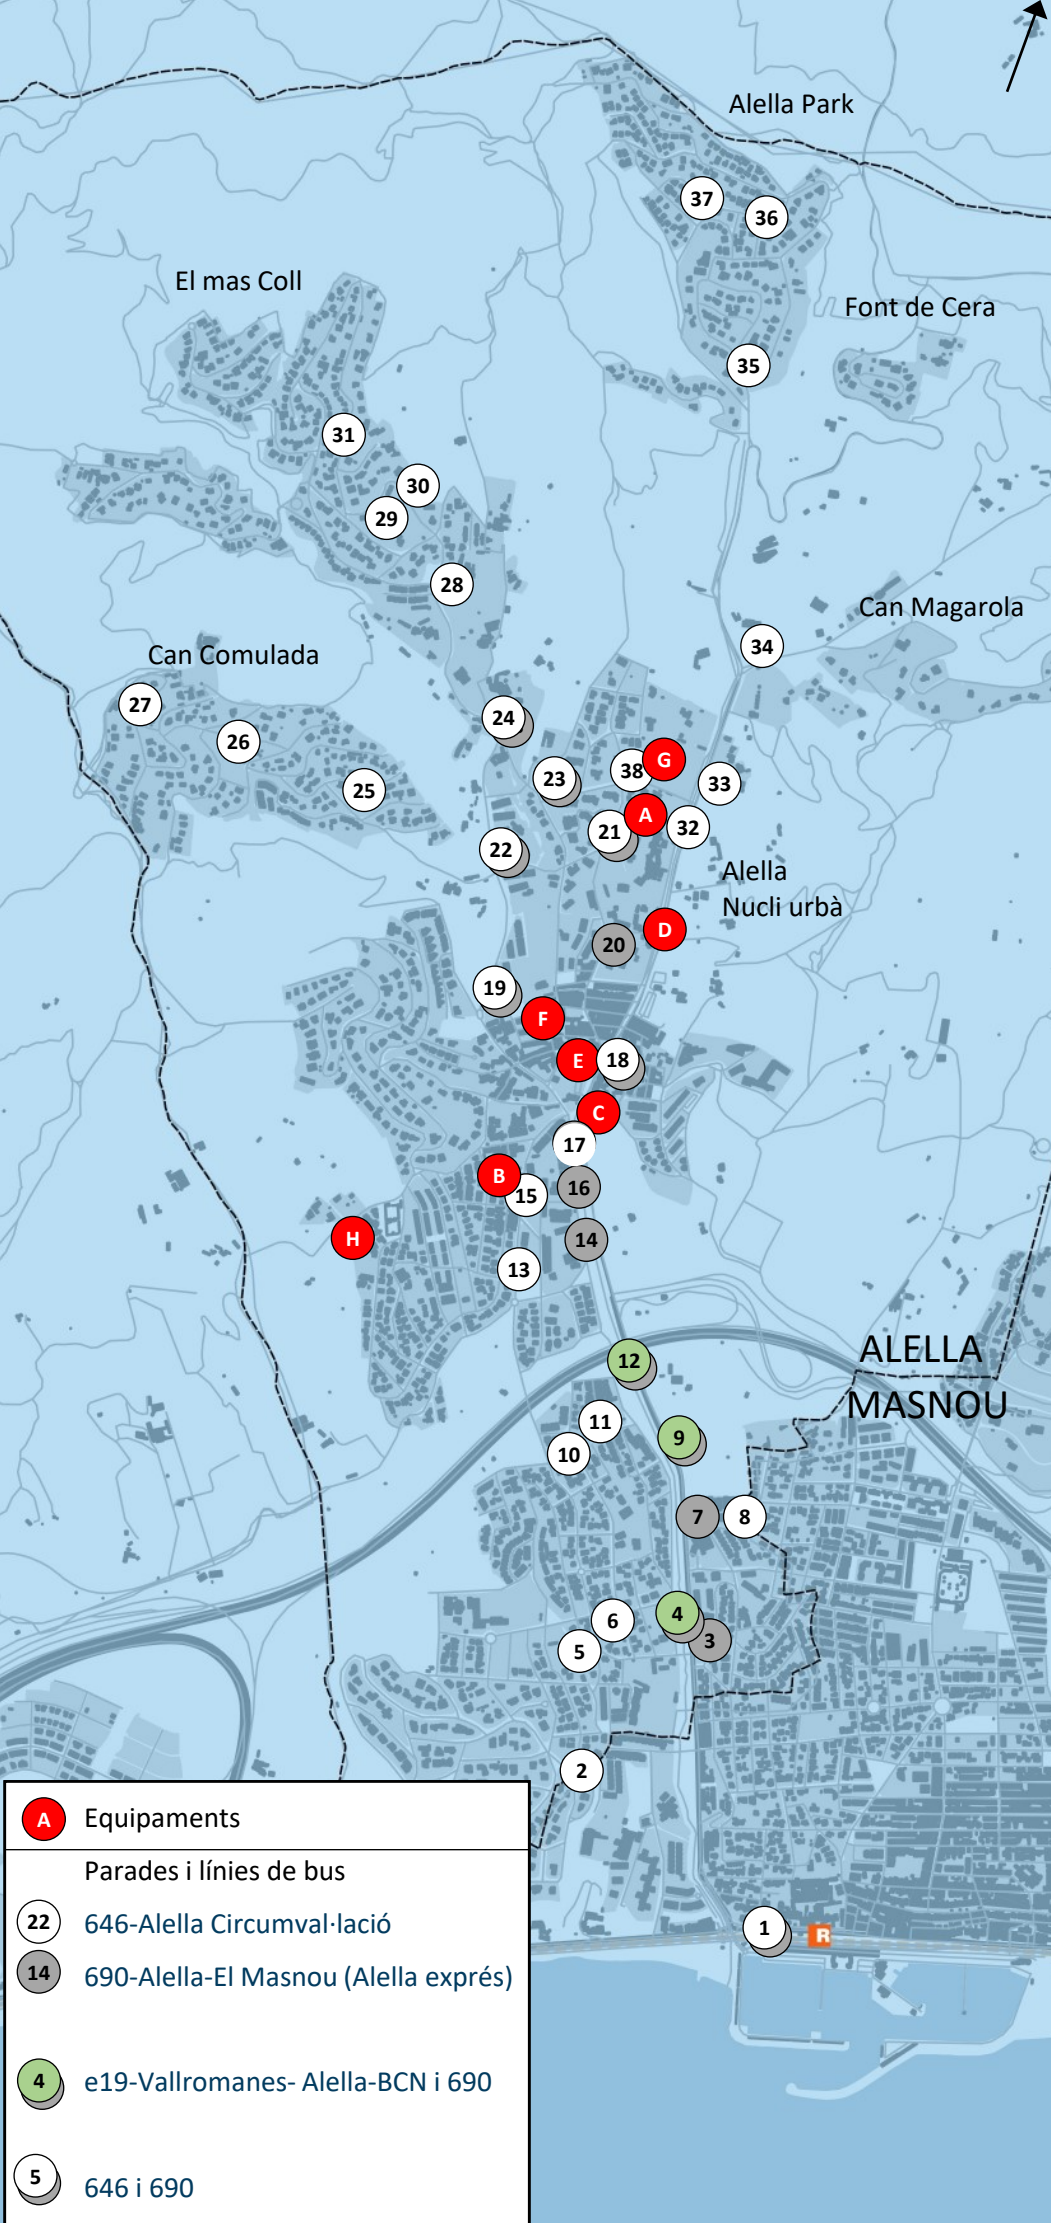 Alella Park
37
36
El mas Coll
Font de Cera
35
31
30
29
28
Can Magarola
34
Can Comulada
27
24
26
G
38
23
33
25
A
32
21
22
Alella
Nucli urbà
D
20
19
F
E
18
C
17
B
16
15
H
14
13
ALELLA
12
MASNOU
11
9
10
7
8
4
6
3
5
2
A Equipaments
Parades i línies de bus
22 646-Alella Circumval·lació
1
R
14 690-Alella-El Masnou (Alella exprés)
4 e19-Vallromanes- Alella-BCN i 690
5 646 i 690